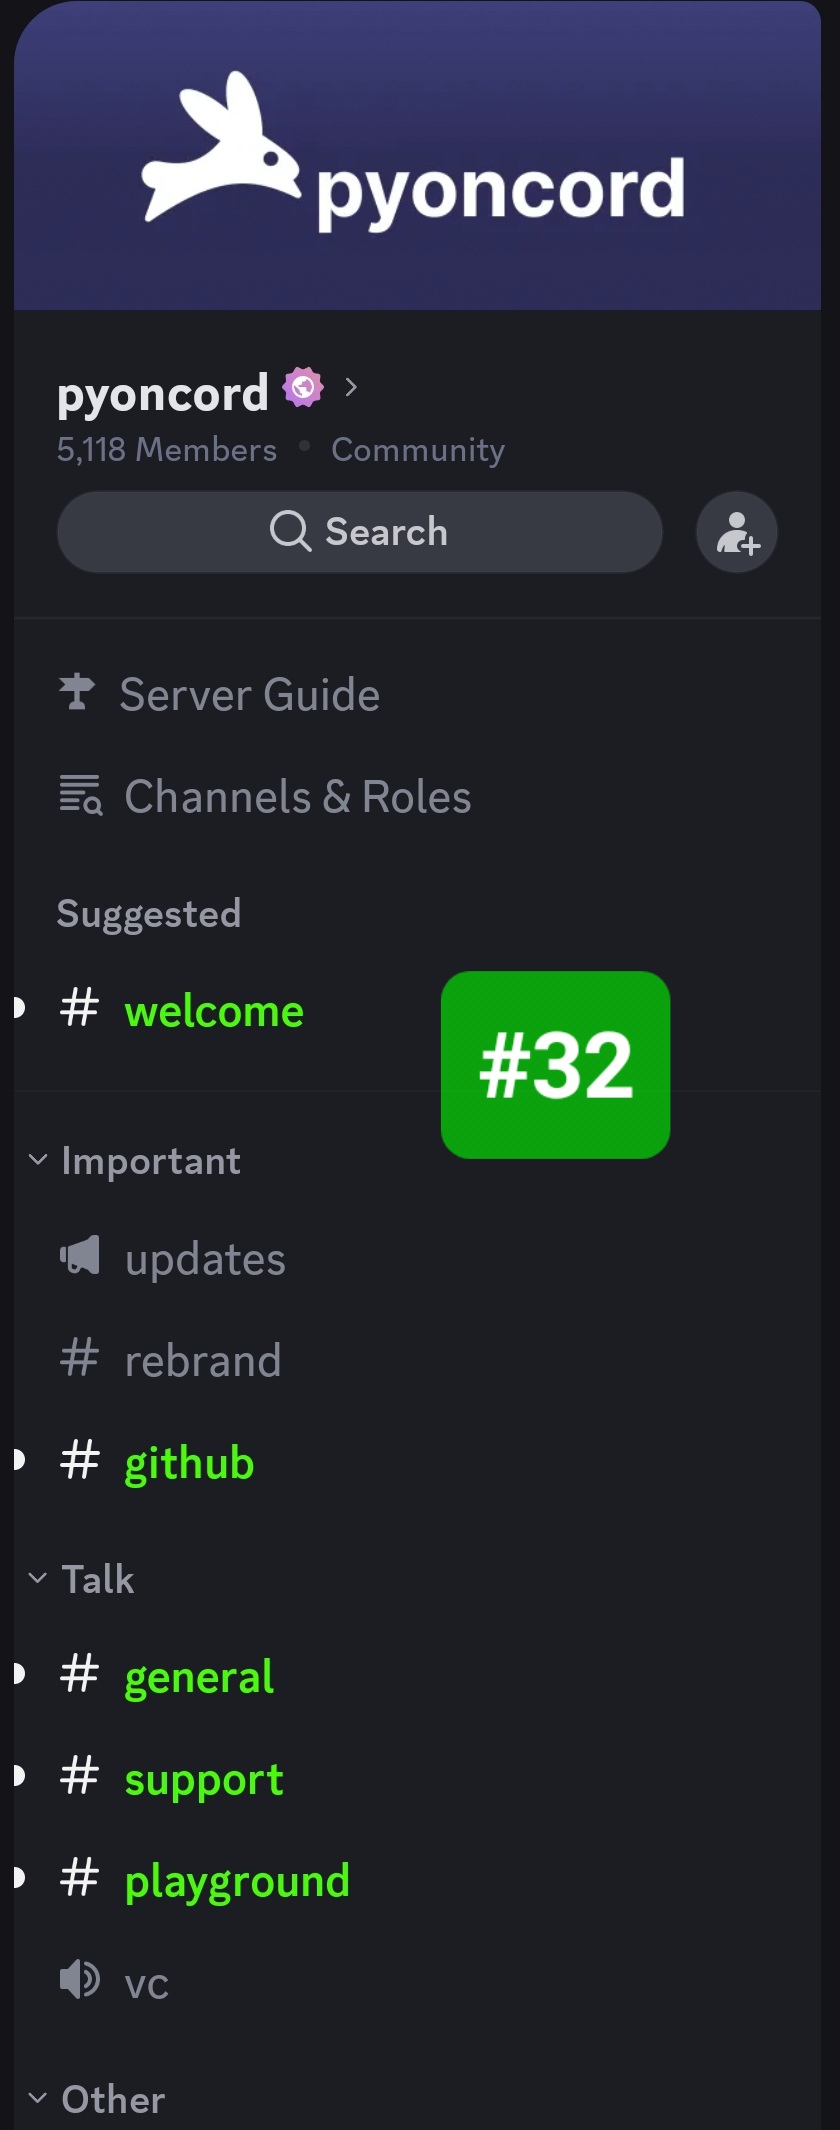 pyoncord
pyoncord
5,118 Members • Community
Search
Server Guide
Channels & Roles
Suggested
# welcome
#32
Important
updates
# rebrand
# github
Talk
# general
# support
# playground
vc
Other